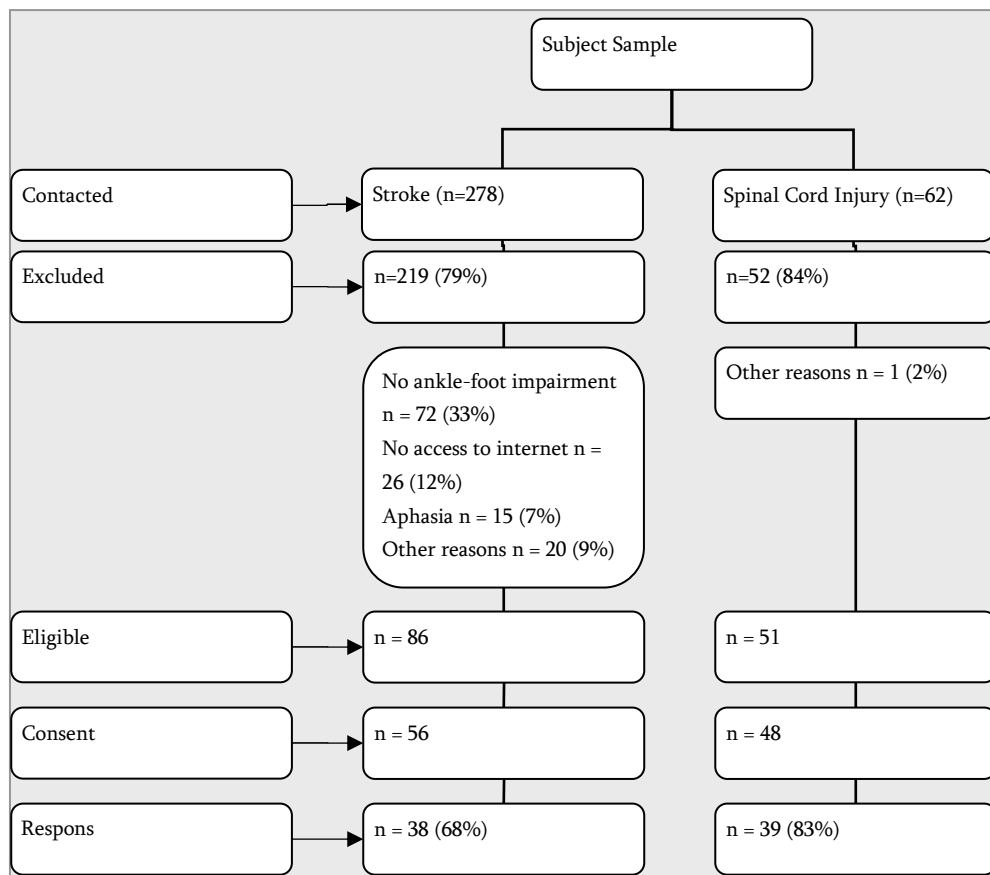 Subject Sample
Contacted
Stroke (n=278)
Spinal Cord Injury (n=62)
Excluded
n=219 (79%)
n=52 (84%)
No ankle-foot impairment
n = 72 (33%)
No access to internet n =
26 (12%)
Aphasia n = 15 (7%)
Other reasons n = 20 (9%)
Other reasons n = 1 (2%)
Eligible
n = 86
n = 51
Consent
n = 56
n = 48
Respons
n = 38 (68%)
n = 39 (83%)